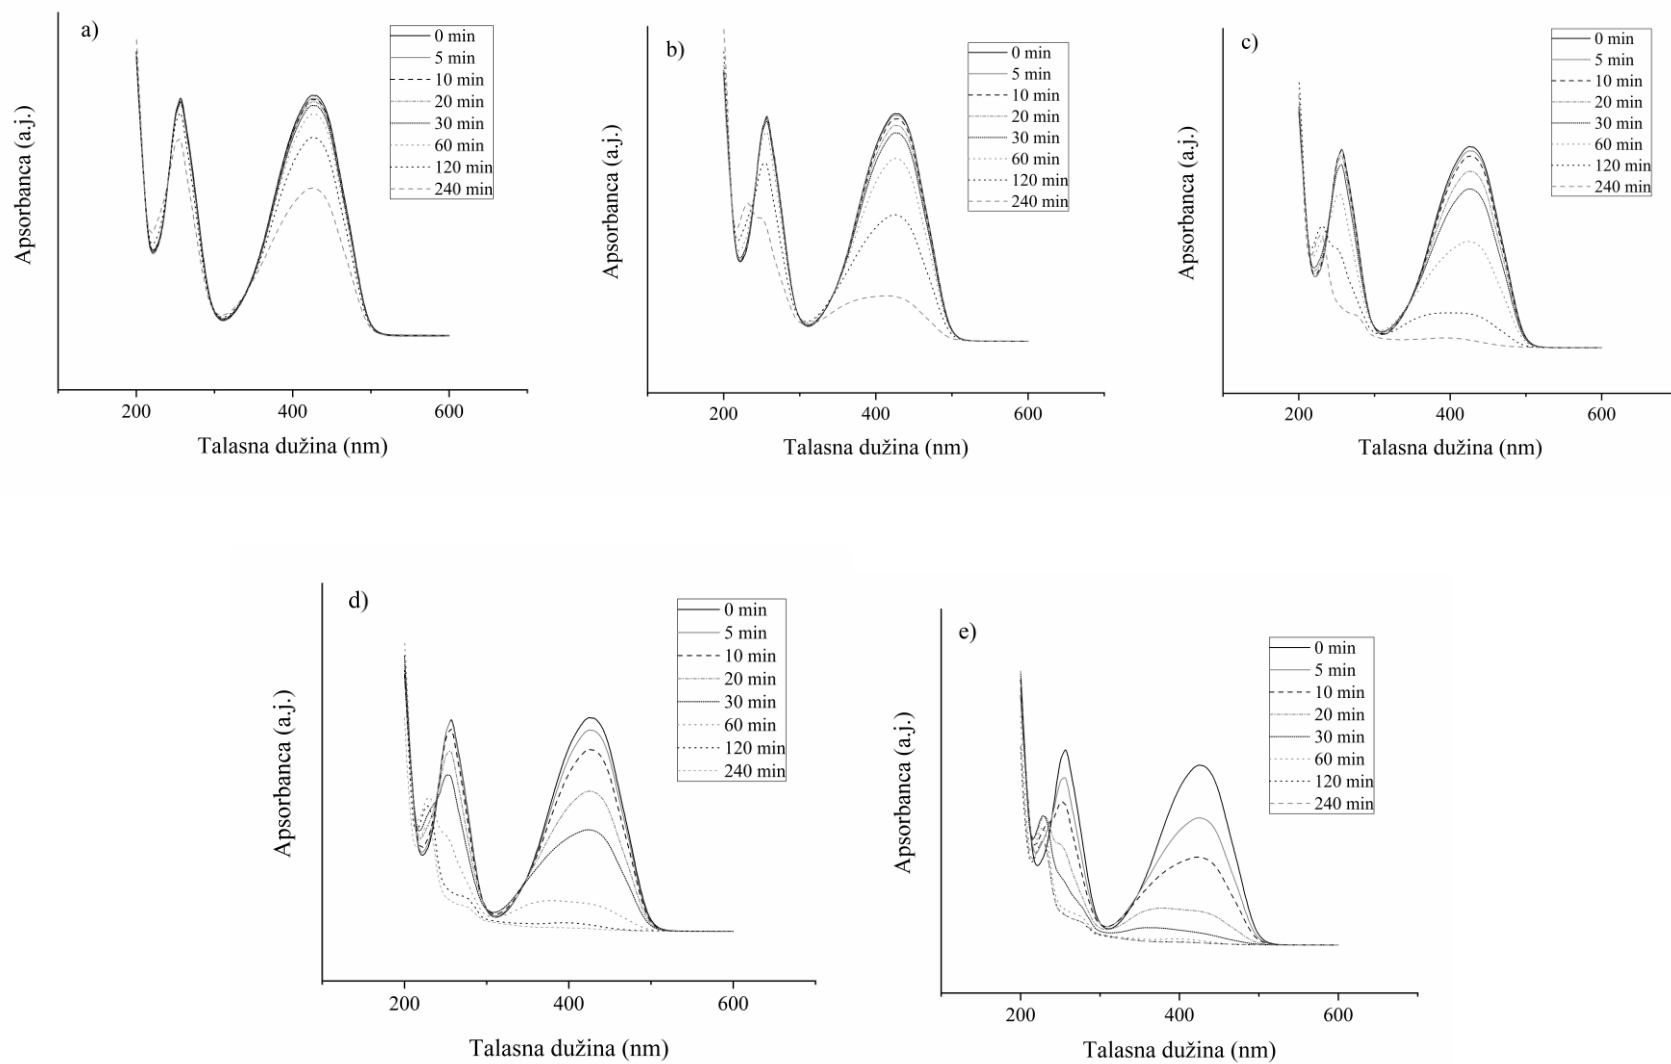 a)
0 min
5 min
10 min
20 min
30 min
60 min
120 min
240 min
Apsorbanca (a.j.)
200
400
600
Talasna dužina (nm)
b)
0 min
5 min
10 min
20 min
30 min
60 min
120 min
240 min
Apsorbanca (a.j.)
200
400
600
Talasna dužina (nm)
c)
0 min
5 min
10 min
20 min
30 min
60 min
120 min
240 min
Apsorbanca (a.j.)
200
400
600
Talasna dužina (nm)
d)
0 min
5 min
10 min
20 min
30 min
60 min
120 min
240 min
Apsorbanca (a.j.)
200
400
600
Talasna dužina (nm)
e)
0 min
5 min
10 min
20 min
30 min
60 min
120 min
240 min
Apsorbanca (a.j.)
200
400
600
Talasna dužina (nm)